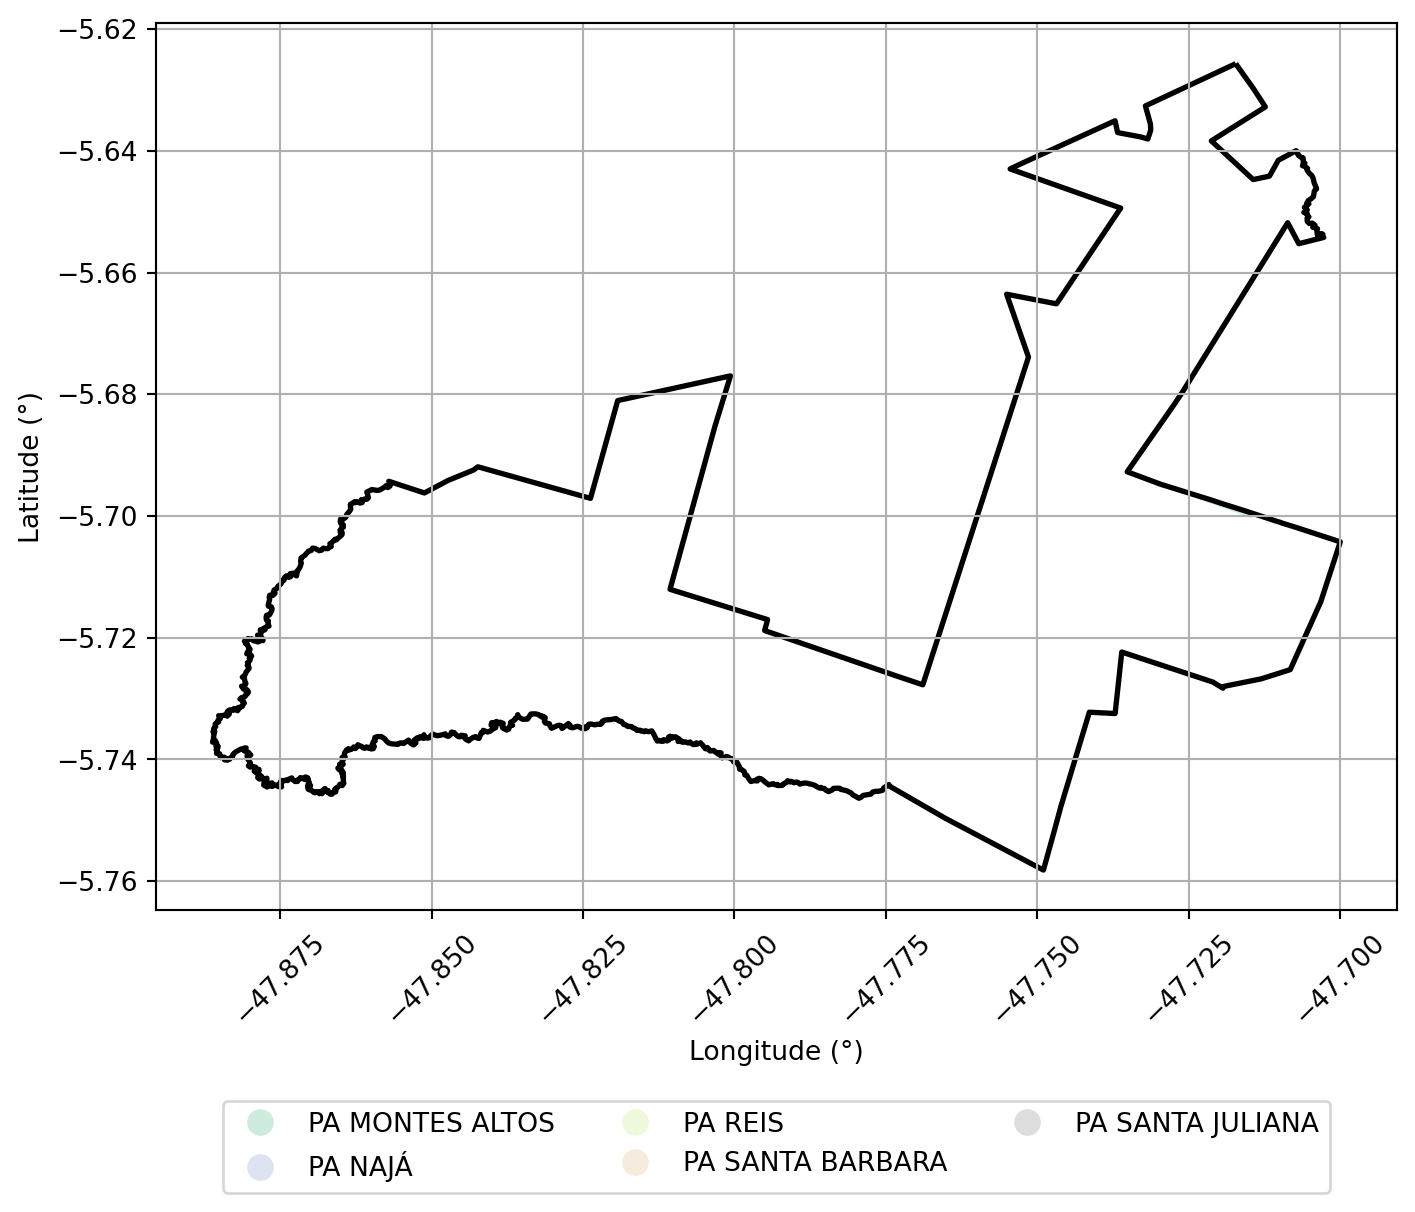 −5.62
−5.64
−5.66
−5.68
−5.70
−5.72
−5.74
−5.76
Latitude (°)
−47.875
−47.850
−47.825
−47.800
−47.775
−47.750
−47.725
−47.700
Longitude (°)
PA MONTES ALTOS
PA NAJÁ
PA REIS
PA SANTA BARBARA
PA SANTA JULIANA